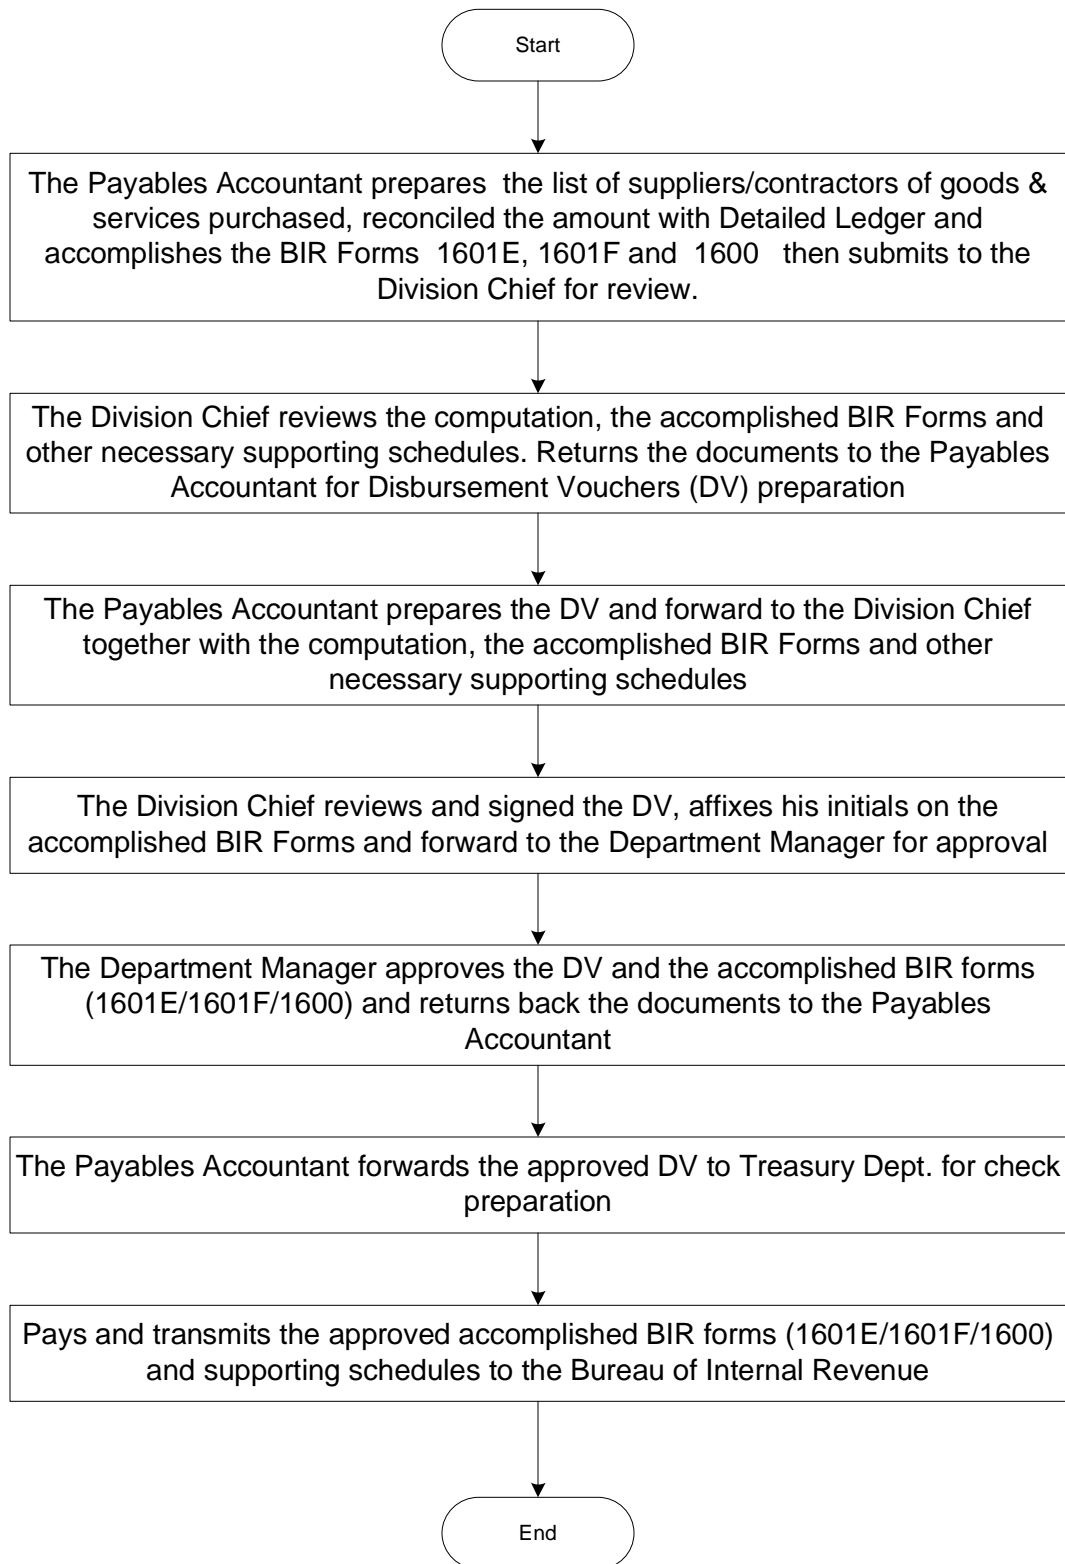 Start
The Payables Accountant prepares  the list of suppliers/contractors of goods &
services purchased, reconciled the amount with Detailed Ledger and
accomplishes the BIR Forms  1601E, 1601F and  1600   then submits to the
Division Chief for review.
The Division Chief reviews the computation, the accomplished BIR Forms and
other necessary supporting schedules. Returns the documents to the Payables
Accountant for Disbursement Vouchers (DV) preparation
The Payables Accountant prepares the DV and forward to the Division Chief
together with the computation, the accomplished BIR Forms and other
necessary supporting schedules
The Division Chief reviews and signed the DV, affixes his initials on the
accomplished BIR Forms and forward to the Department Manager for approval
The Department Manager approves the DV and the accomplished BIR forms
(1601E/1601F/1600) and returns back the documents to the Payables
Accountant
The Payables Accountant forwards the approved DV to Treasury Dept. for check
preparation
Pays and transmits the approved accomplished BIR forms (1601E/1601F/1600)
and supporting schedules to the Bureau of Internal Revenue
End